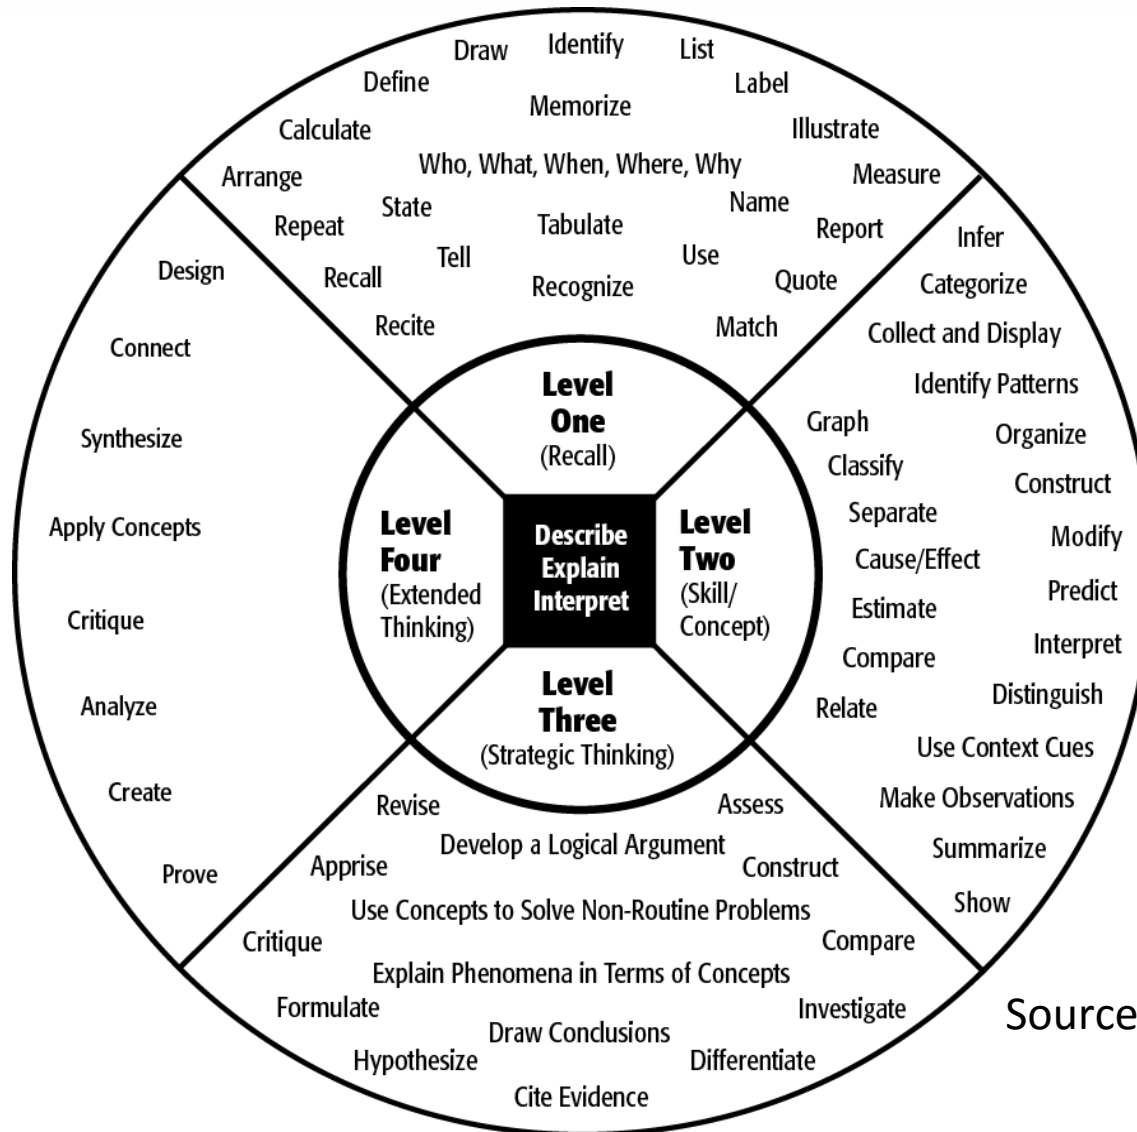 Draw
Identify
List
Define
Label
Memorize
Calculate
Illustrate
Who, What, When, Where, Why
Arrange
Measure
State
Name
Repeat
Tabulate
Report
Tell
Use
Recall
Recognize
Quote
Recite
Match
Level
One
(Recall)
Infer
Categorize
Collect and Display
Identify Patterns
Graph
Organize
Classify
Construct
Separate
Modify
Cause/Effect
Predict
Estimate
Interpret
Compare
Distinguish
Relate
Use Context Cues
Make Observations
Summarize
Show
Level
Two
(Skill/
Concept)
Describe
Explain
Interpret
Level
Three
(Strategic Thinking)
Revise
Assess
Develop a Logical Argument
Apprise
Construct
Use Concepts to Solve Non-Routine Problems
Critique
Compare
Explain Phenomena in Terms of Concepts
Formulate
Investigate
Draw Conclusions
Hypothesize
Differentiate
Cite Evidence
Level
Four
(Extended
Thinking)
Design
Connect
Synthesize
Apply Concepts
Critique
Analyze
Create
Prove
Source